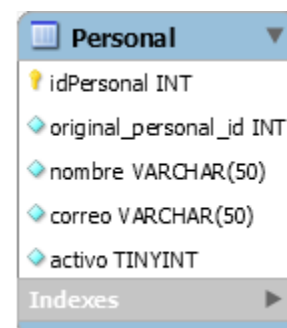 Personal
idPersonal INT
original_personal_id INT
nombre VARCHAR(50)
correo VARCHAR(50)
activo TINYINT
Indexes